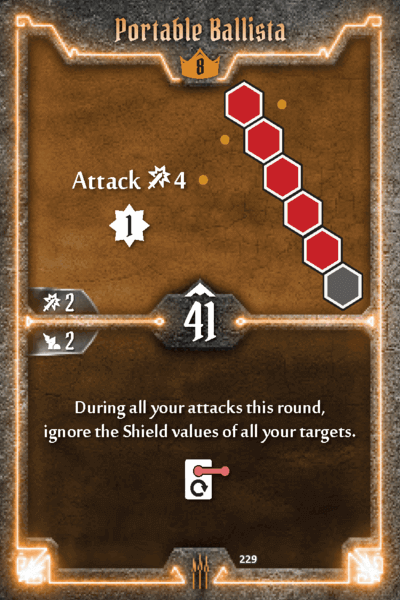 Portable Ballista
8
Attack 4
1
2
41
2
During all your attacks this round,
ignore the Shield values of all your targets.
229